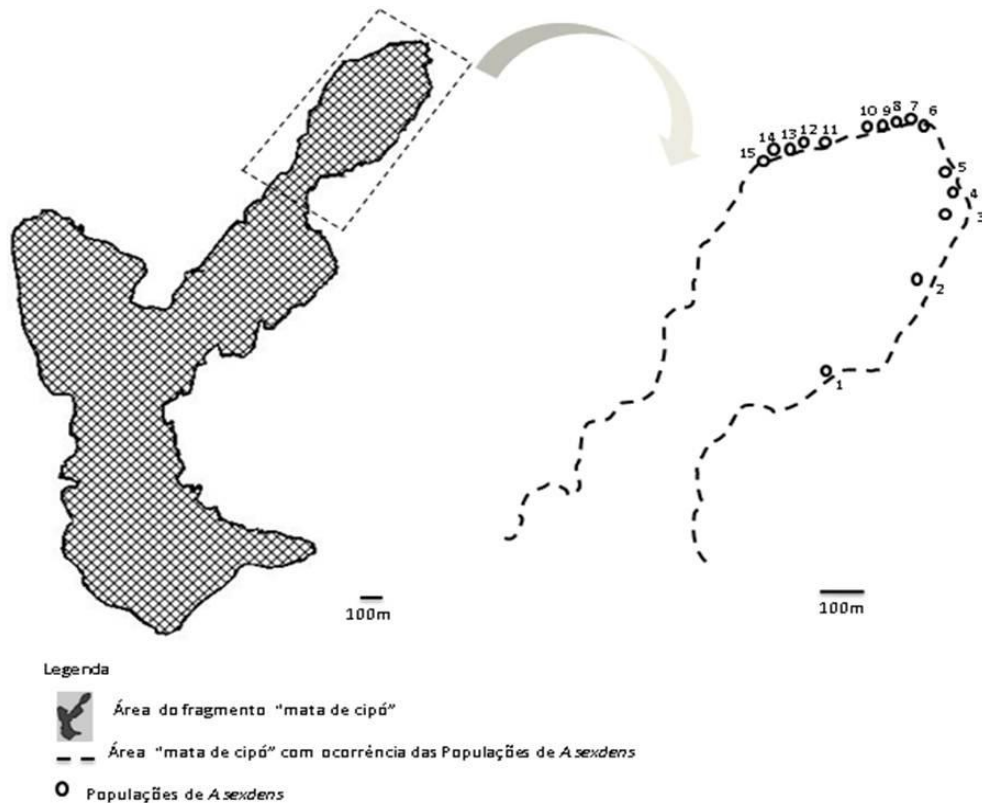 10 9 8 7 6
14 13 12 11
15
5
4
3
2
1
100m
100m
Legenda
Área do fragmento "mata de cipó"
Área "mata de cipó" com ocorrência das Populações de A sexdens
Populações de A sexdens